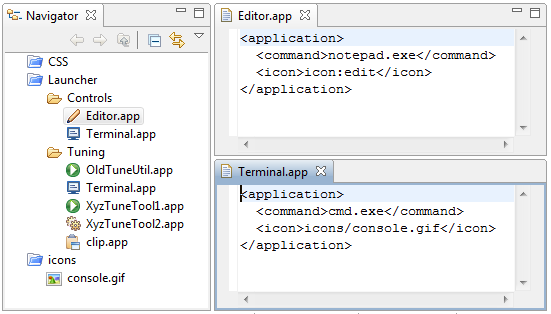 Navigator
CSS
Launcher
Controls
Editor.app
Terminal.app
Tuning
OldTuneUtil.app
Terminal.app
XyzTuneTool1.app
XyzTuneTool2.app
clip.app
icons
console.gif
Editor.app
<application>
<command>notepad.exe</command>
<icon>icon:edit</icon>
</application>
Terminal.app
<application>
<command>cmd.exe</command>
<icon>icons/console.gif</icon>
</application>